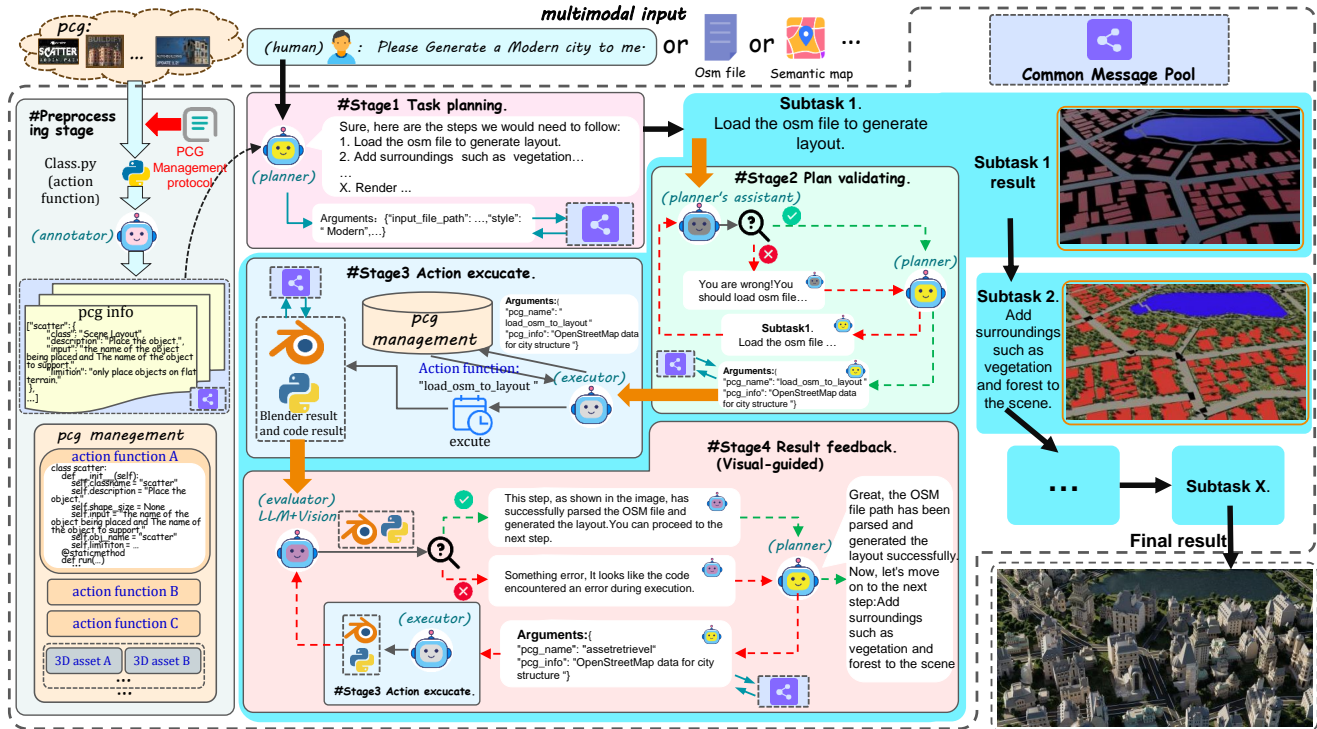 pcg:
SCATTER
...
multimodal input
(human) : Please Generate a Modern city to me.
or
Osm file
or
Semantic map
...
Common Message Pool
#Preprocess
ing stage
PCG
Management
protocol
Class.py
(action
function)
(annotator)
pcg info
["scatter": {
"class": "Scene Layout",
"description": "Place the object.",
"input": "the name of the object
being placed and The name of the object
to support,"
"limition": "only place objects on flat
terrain."
},
...]
pcg manegement
action function A
class scatter:
def __init__(self):
self.classname = "scatter"
self.description = "Place the
object,"
self.shape_size = None
self.input = "The name of the
object being placed and The name of the
object to support,"
self.obj_name = "scatter"
self.limititon = ...
@staticmethod
def run(...)
...
action function B
action function C
3D asset A
3D asset B
...
...
#Stage1 Task planning.
(planner)
Sure, here are the steps we would need to follow:
1. Load the osm file to generate layout.
2. Add surroundings such as vegetation...
...
X. Render ...
Arguments: {"input_file_path": ...,"style":
" Modern",...}
Subtask 1.
Load the osm file to generate
layout.
#Stage2 Plan validating.
(planner's assistant)
(planner)
You are wrong!You
should load osm file...
Subtask1.
Load the osm file ...
Arguments:{
"pcg_name": "load_osm_to_layout "
"pcg_info": "OpenStreetMap data
for city structure "}
#Stage3 Action excucate.
pcg
management
Arguments:{
"pcg_name": "
load_osm_to_layout "
"pcg_info": "OpenStreetMap data
for city structure "}
Action function:
"load_osm_to_layout "
(executor)
excute
Blender result
and code result
#Stage4 Result feedback.
(Visual-guided)
(evaluator)
LLM+Vision
This step, as shown in the image, has
successfully parsed the OSM file and
generated the layout.You can proceed to the
next step.
Something error, It looks like the code
encountered an error during execution.
(planner)
Great, the OSM
file path has been
parsed and
generated the
layout successfully.
Now, let's move
on to the next
step:Add
surroundings
such as
vegetation and
forest to the scene
Arguments:{
"pcg_name": "assetretrievel"
"pcg_info": "OpenStreetMap data for city
structure "}
(executor)
#Stage3 Action excucate.
Subtask 1
result
Subtask 2.
Add
surroundings
such as
vegetation
and forest to
the scene.
...
Subtask X.
Final result